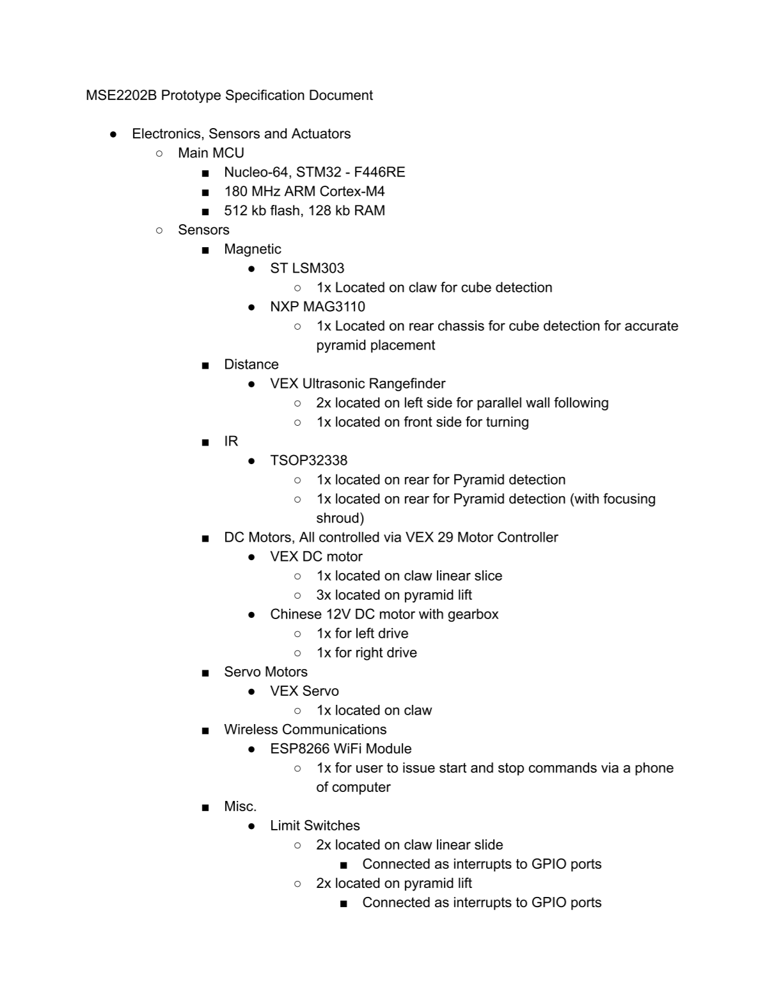 MSE2202B Prototype Specification Document
● Electronics, Sensors and Actuators
○ Main MCU
■ Nucleo-64, STM32 - F446RE
■ 180 MHz ARM Cortex-M4
■ 512 kb flash, 128 kb RAM
○ Sensors
■ Magnetic
● ST LSM303
○ 1x Located on claw for cube detection
● NXP MAG3110
○ 1x Located on rear chassis for cube detection for accurate
pyramid placement
■ Distance
● VEX Ultrasonic Rangefinder
○ 2x located on left side for parallel wall following
○ 1x located on front side for turning
■ IR
● TSOP32338
○ 1x located on rear for Pyramid detection
○ 1x located on rear for Pyramid detection (with focusing
shroud)
■ DC Motors, All controlled via VEX 29 Motor Controller
● VEX DC motor
○ 1x located on claw linear slice
○ 3x located on pyramid lift
● Chinese 12V DC motor with gearbox
○ 1x for left drive
○ 1x for right drive
■ Servo Motors
● VEX Servo
○ 1x located on claw
■ Wireless Communications
● ESP8266 WiFi Module
○ 1x for user to issue start and stop commands via a phone
of computer
■ Misc.
● Limit Switches
○ 2x located on claw linear slide
■ Connected as interrupts to GPIO ports
○ 2x located on pyramid lift
■ Connected as interrupts to GPIO ports